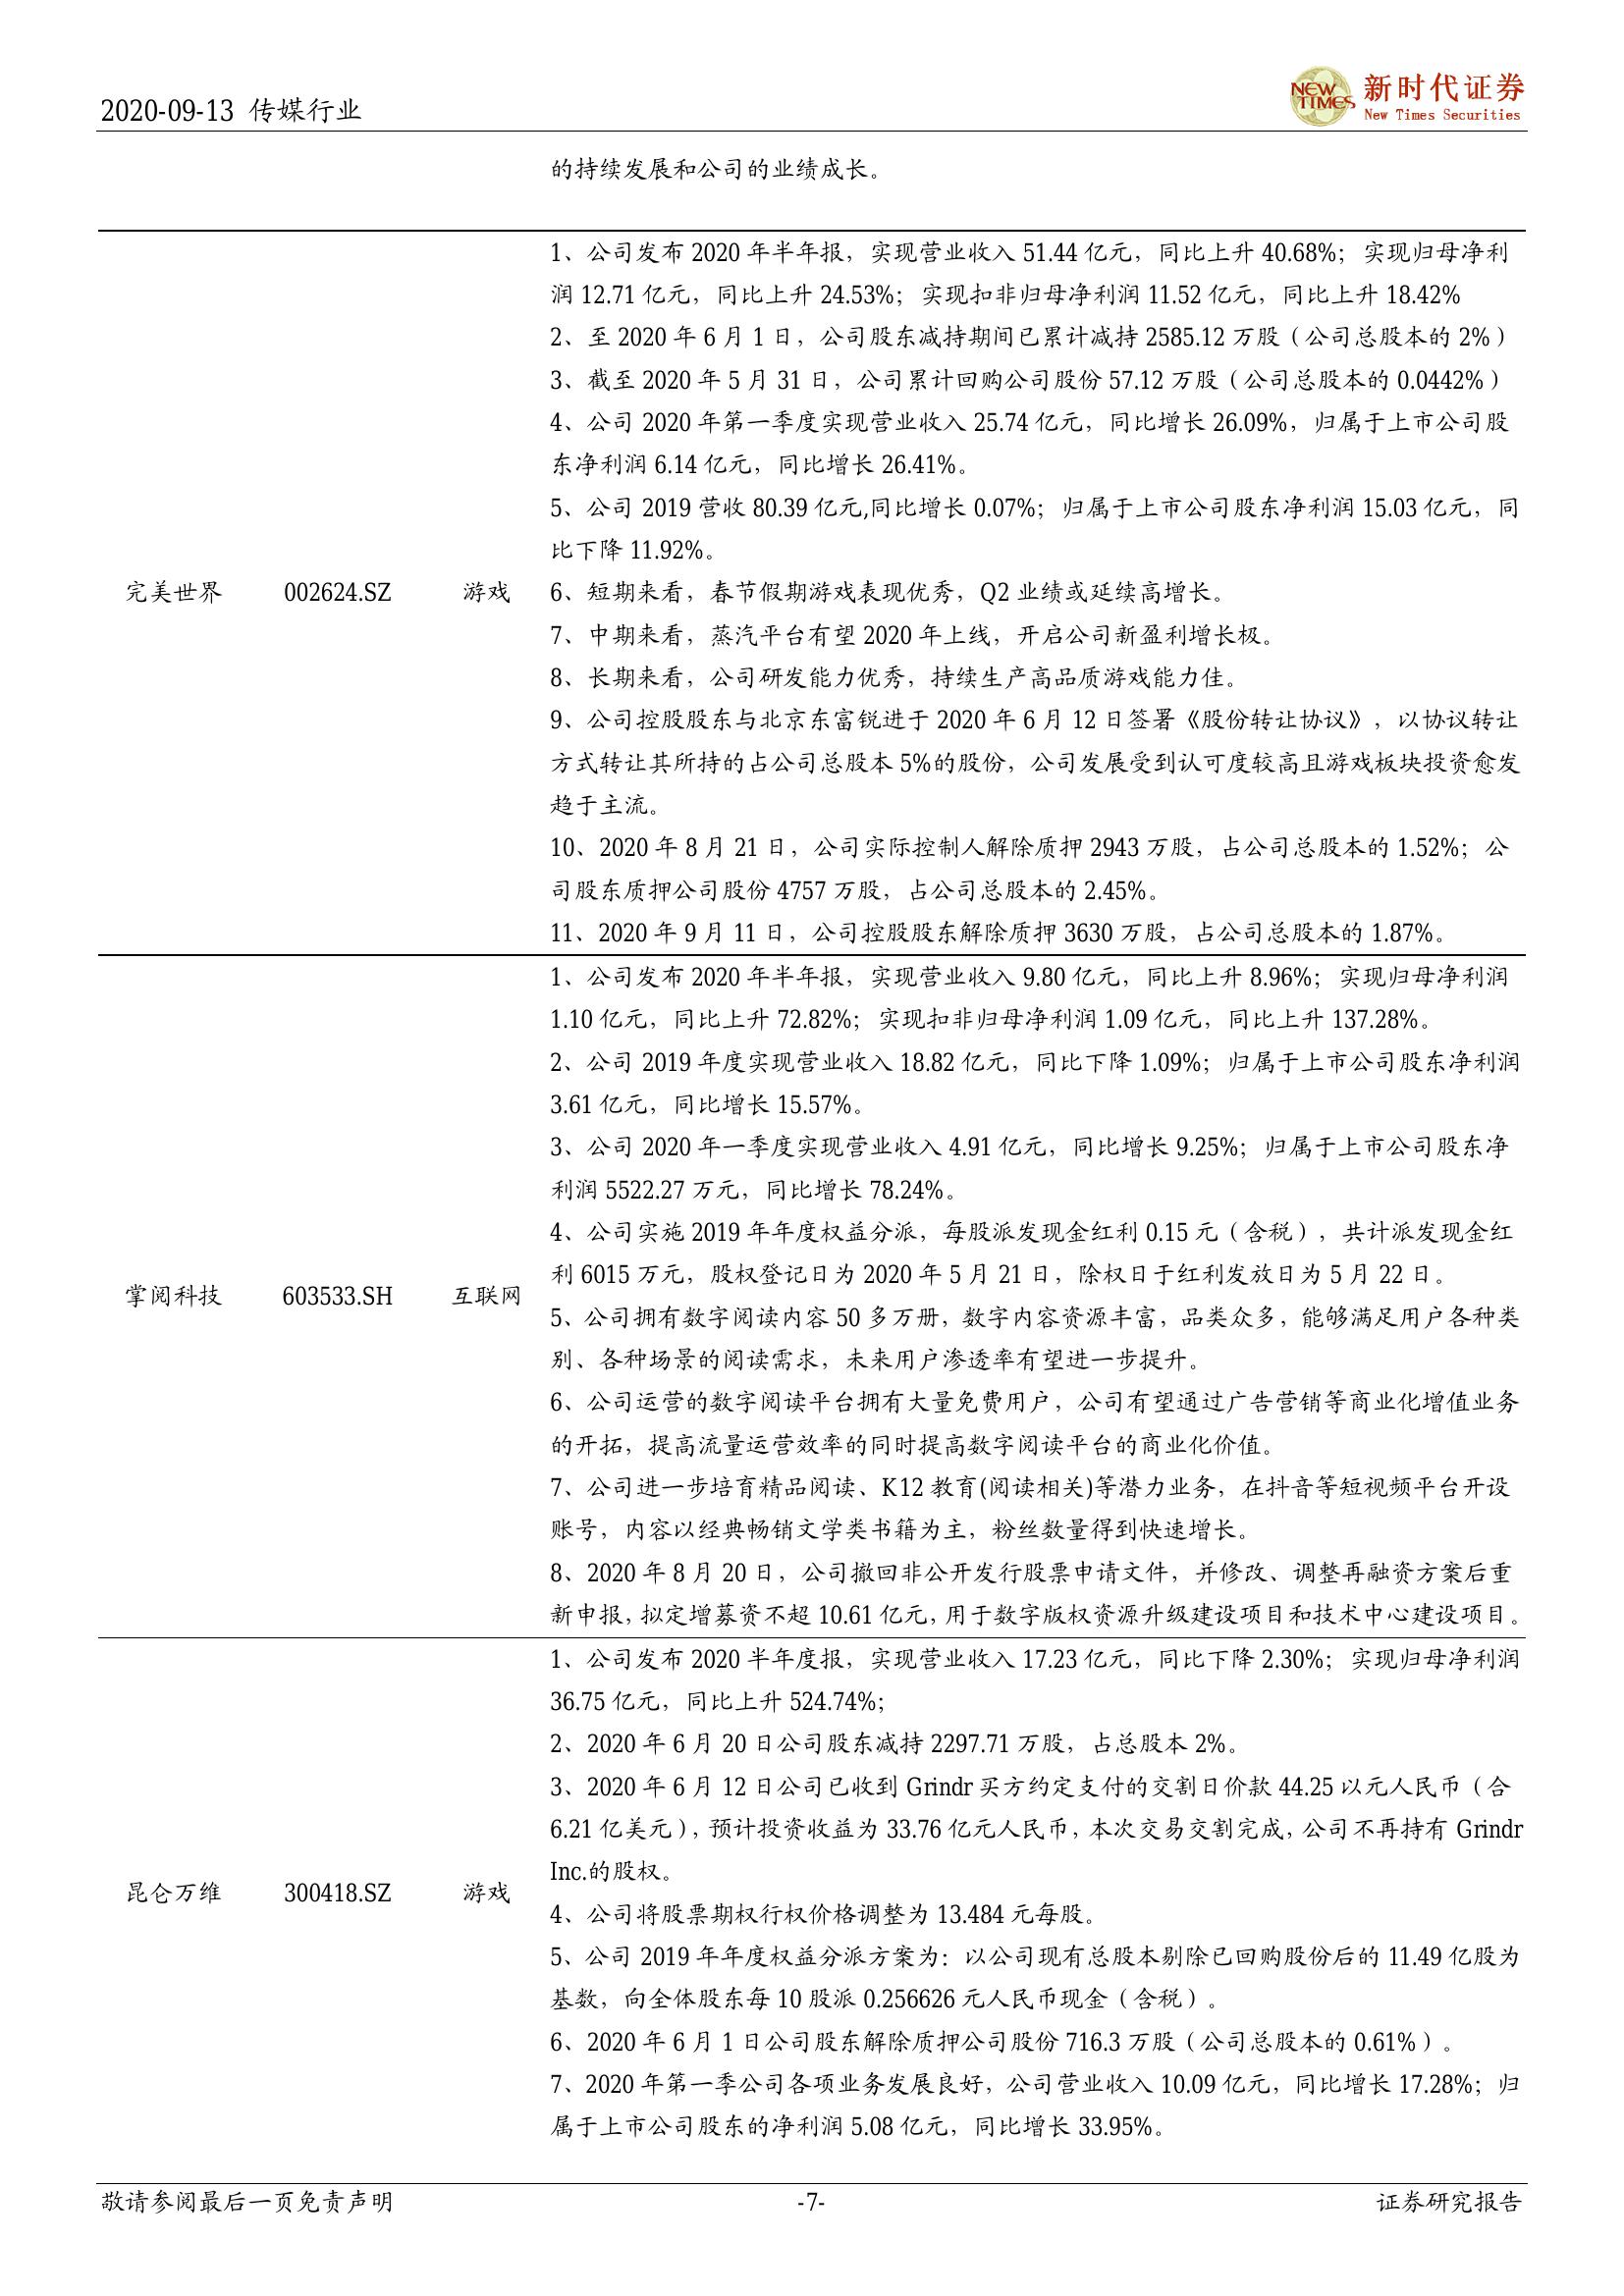 2020-09-13 传媒行业
NEW TIMES
新时代证券
New Times Securities
的持续发展和公司的业绩成长。
1、公司发布 2020 年半年报，实现营业收入 51.44 亿元，同比上升 40.68%；实现归母净利
润 12.71 亿元，同比上升 24.53%；实现扣非归母净利润 11.52 亿元，同比上升 18.42%
2、至 2020 年 6 月 1 日，公司股东减持期间已累计减持 2585.12 万股（公司总股本的 2%）
3、截至 2020 年 5 月 31 日，公司累计回购公司股份 57.12 万股（公司总股本的 0.0442%）
4、公司 2020 年第一季度实现营业收入 25.74 亿元，同比增长 26.09%，归属于上市公司股
东净利润 6.14 亿元，同比增长 26.41%。
5、公司 2019 营收 80.39 亿元,同比增长 0.07%；归属于上市公司股东净利润 15.03 亿元，同
比下降 11.92%。
完美世界 002624.SZ 游戏 6、短期来看，春节假期游戏表现优秀，Q2 业绩或延续高增长。
7、中期来看，蒸汽平台有望 2020 年上线，开启公司新盈利增长极。
8、长期来看，公司研发能力优秀，持续生产高品质游戏能力佳。
9、公司控股股东与北京东富锐进于 2020 年 6 月 12 日签署《股份转让协议》，以协议转让
方式转让其所持的占公司总股本 5%的股份，公司发展受到认可度较高且游戏板块投资愈发
趋于主流。
10、2020 年 8 月 21 日，公司实际控制人解除质押 2943 万股，占公司总股本的 1.52%；公
司股东质押公司股份 4757 万股，占公司总股本的 2.45%。
11、2020 年 9 月 11 日，公司控股股东解除质押 3630 万股，占公司总股本的 1.87%。
1、公司发布 2020 年半年报，实现营业收入 9.80 亿元，同比上升 8.96%；实现归母净利润
1.10 亿元，同比上升 72.82%；实现扣非归母净利润 1.09 亿元，同比上升 137.28%。
2、公司 2019 年度实现营业收入 18.82 亿元，同比下降 1.09%；归属于上市公司股东净利润
3.61 亿元，同比增长 15.57%。
3、公司 2020 年一季度实现营业收入 4.91 亿元，同比增长 9.25%；归属于上市公司股东净
利润 5522.27 万元，同比增长 78.24%。
4、公司实施 2019 年年度权益分派，每股派发现金红利 0.15 元（含税），共计派发现金红
利 6015 万元，股权登记日为 2020 年 5 月 21 日，除权日于红利发放日为 5 月 22 日。
掌阅科技 603533.SH 互联网
5、公司拥有数字阅读内容 50 多万册，数字内容资源丰富，品类众多，能够满足用户各种类
别、各种场景的阅读需求，未来用户渗透率有望进一步提升。
6、公司运营的数字阅读平台拥有大量免费用户，公司有望通过广告营销等商业化增值业务
的开拓，提高流量运营效率的同时提高数字阅读平台的商业化价值。
7、公司进一步培育精品阅读、K12 教育(阅读相关)等潜力业务，在抖音等短视频平台开设
账号，内容以经典畅销文学类书籍为主，粉丝数量得到快速增长。
8、2020 年 8 月 20 日，公司撤回非公开发行股票申请文件，并修改、调整再融资方案后重
新申报，拟定增募资不超 10.61 亿元，用于数字版权资源升级建设项目和技术中心建设项目。
1、公司发布 2020 半年度报，实现营业收入 17.23 亿元，同比下降 2.30%；实现归母净利润
36.75 亿元，同比上升 524.74%；
2、2020 年 6 月 20 日公司股东减持 2297.71 万股，占总股本 2%。
3、2020 年 6 月 12 日公司已收到 Grindr 买方约定支付的交割日价款 44.25 以元人民币（合
6.21 亿美元），预计投资收益为 33.76 亿元人民币，本次交易交割完成，公司不再持有 Grindr
Inc.的股权。
昆仑万维 300418.SZ 游戏
4、公司将股票期权行权价格调整为 13.484 元每股。
5、公司 2019 年年度权益分派方案为：以公司现有总股本剔除已回购股份后的 11.49 亿股为
基数，向全体股东每 10 股派 0.256626 元人民币现金（含税）。
6、2020 年 6 月 1 日公司股东解除质押公司股份 716.3 万股（公司总股本的 0.61%）。
7、2020 年第一季公司各项业务发展良好，公司营业收入 10.09 亿元，同比增长 17.28%；归
属于上市公司股东的净利润 5.08 亿元，同比增长 33.95%。
敬请参阅最后一页免责声明 -7- 证券研究报告